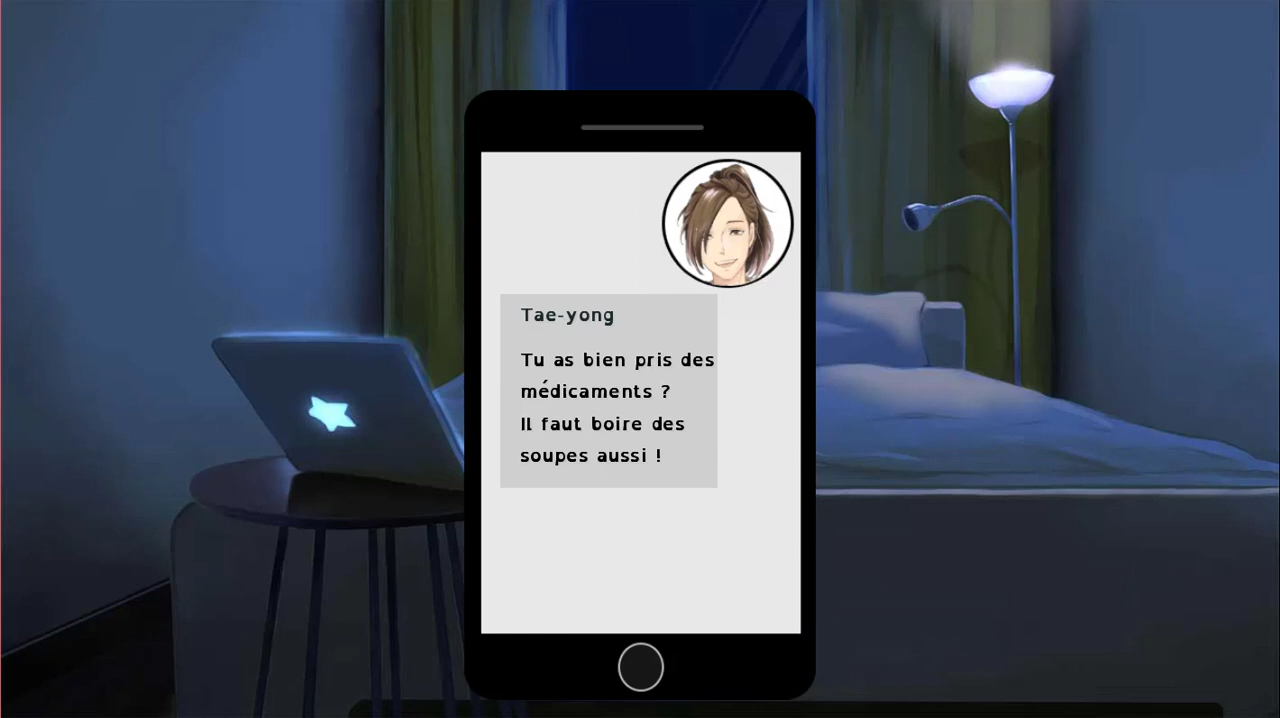 Tae-yong
Tu as bien pris des
médicaments ?
Il faut boire des
soupes aussi !